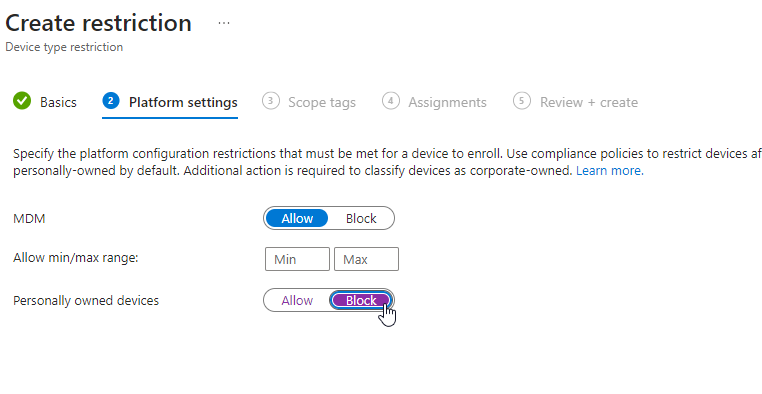 Create restriction ...
Device type restriction
Basics 2 Platform settings 3 Scope tags 4 Assignments 5 Review + create
Specify the platform configuration restrictions that must be met for a device to enroll. Use compliance policies to restrict devices af
personally-owned by default. Additional action is required to classify devices as corporate-owned. Learn more.
MDM Allow Block
Allow min/max range: Min Max
Personally owned devices Allow Block